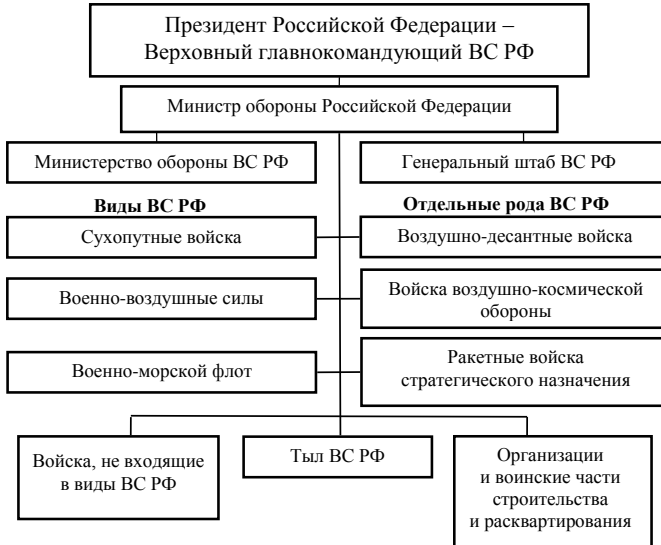 Президент Российской Федерации –
Верховный главнокомандующий ВС РФ
Министр обороны Российской Федерации
Министерство обороны ВС РФ
Генеральный штаб ВС РФ
Виды ВС РФ
Отдельные рода ВС РФ
Сухопутные войска
Воздушно-десантные войска
Военно-воздушные силы
Войска воздушно-космической
обороны
Военно-морской флот
Ракетные войска
стратегического назначения
Войска, не входящие
в виды ВС РФ
Тыл ВС РФ
Организации
и воинские части
строительства
и расквартирования